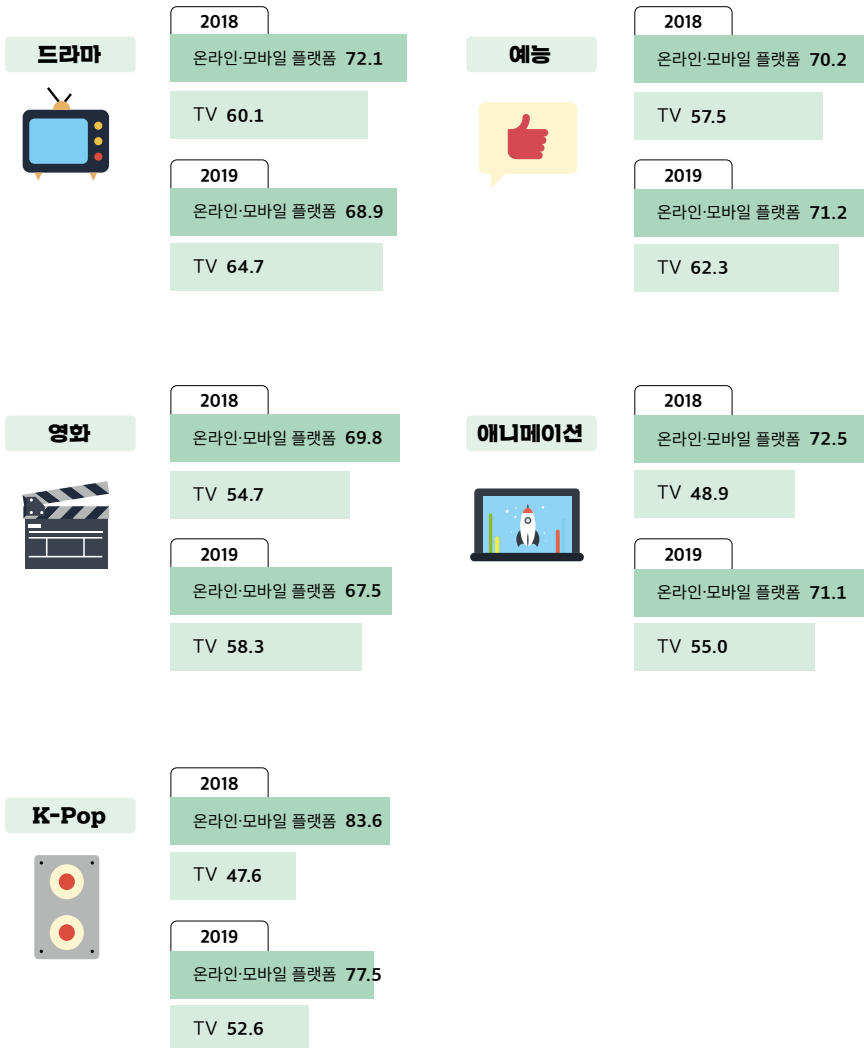 드라마
2018
온라인·모바일 플랫폼 72.1
TV 60.1
2019
온라인·모바일 플랫폼 68.9
TV 64.7
예능
2018
온라인·모바일 플랫폼 70.2
TV 57.5
2019
온라인·모바일 플랫폼 71.2
TV 62.3
영화
2018
온라인·모바일 플랫폼 69.8
TV 54.7
2019
온라인·모바일 플랫폼 67.5
TV 58.3
애니메이션
2018
온라인·모바일 플랫폼 72.5
TV 48.9
2019
온라인·모바일 플랫폼 71.1
TV 55.0
K-Pop
2018
온라인·모바일 플랫폼 83.6
TV 47.6
2019
온라인·모바일 플랫폼 77.5
TV 52.6